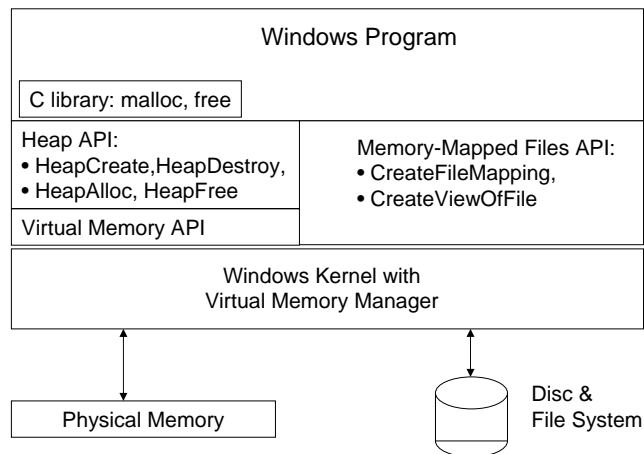 Windows Program
C library: malloc, free
Heap API:
• HeapCreate,HeapDestroy,
• HeapAlloc, HeapFree
Virtual Memory API
Memory-Mapped Files API:
• CreateFileMapping,
• CreateViewOfFile
Windows Kernel with
Virtual Memory Manager
Physical Memory
Disc &
File System